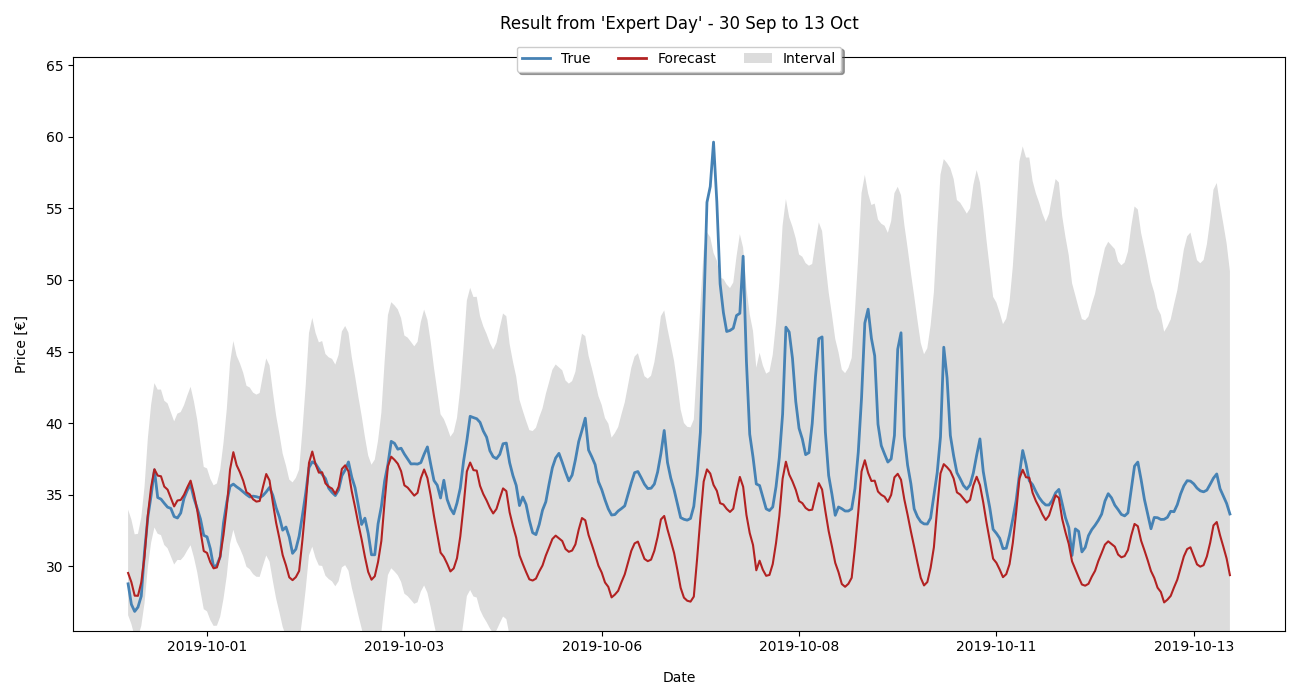 Result from 'Expert Day' - 30 Sep to 13 Oct
True Forecast Interval
65
60
55
50
45
40
35
30
Price [€]
2019-10-01 2019-10-03 2019-10-06 2019-10-08 2019-10-11 2019-10-13
Date